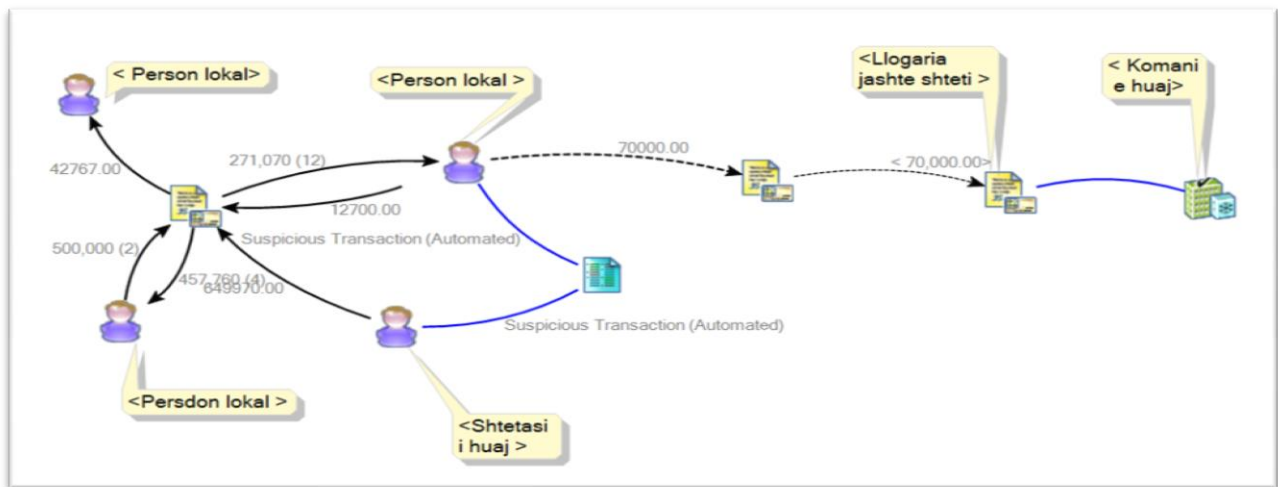 < Person lokal>
<Person lokal >
<Llogaria
jashte shteti >
< Komani
e huaj>
42767.00
271,070 (12)
70000.00
< 70,000.00>
12700.00
Suspicious Transaction (Automated)
500,000 (2)
457,760 (4)
649970.00
Suspicious Transaction (Automated)
<Persdon lokal >
<Shtetasi
i huaj >